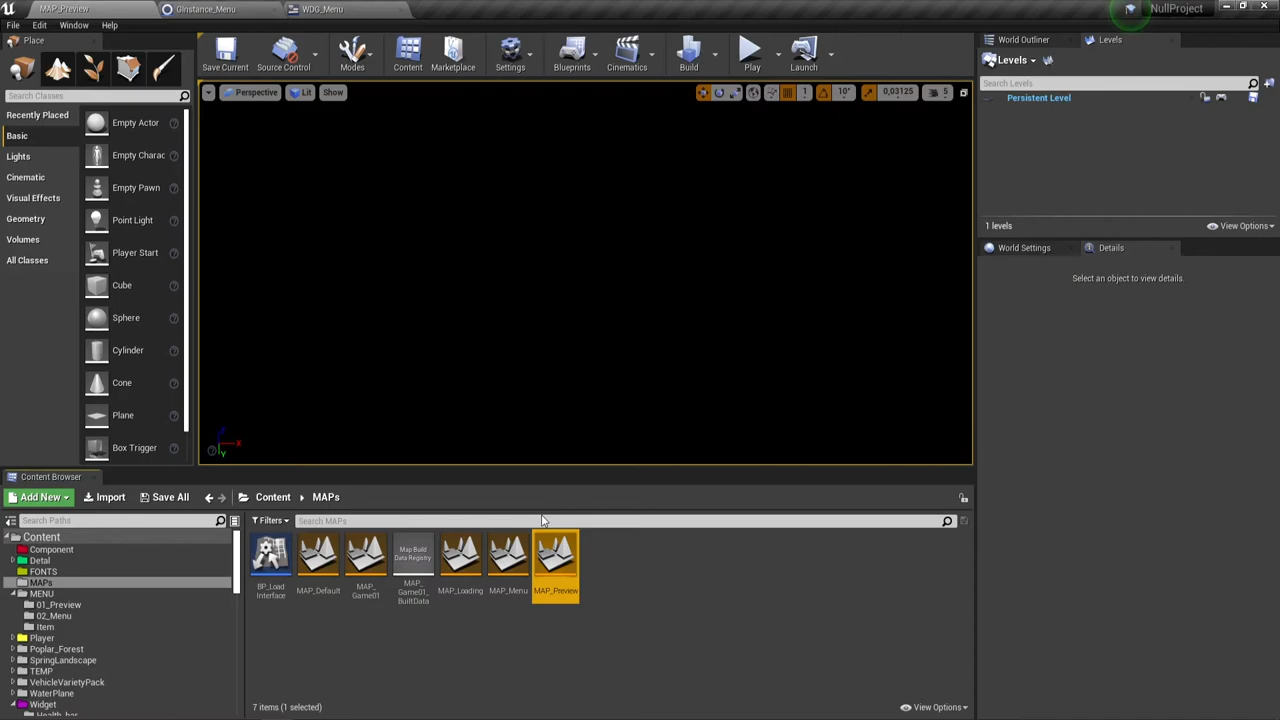 MAP_Preview
GInstance_Menu
WDG_Menu
NullProject
File Edit Window Help
Place
Search Classes
Recently Placed
Basic
Lights
Cinematic
Visual Effects
Geometry
Volumes
All Classes
Empty Actor
Empty Charac
Empty Pawn
Point Light
Player Start
Cube
Sphere
Cylinder
Cone
Plane
Box Trigger
Save Current
Source Control
Modes
Content
Marketplace
Settings
Blueprints
Cinematics
Build
Play
Launch
Perspective
Lit
Show
1
10°
0,03125
5
X
Y
World Outliner
Levels
Levels
Search Levels
Persistent Level
1 levels
View Options
World Settings
Details
Select an object to view details.
Content Browser
Add New
Import
Save All
Content
MAPs
Search Paths
Filters
Search MAPs
Content
Component
Detal
FONTS
MAPs
MENU
01_Preview
02_Menu
Item
Player
Poplar_Forest
SpringLandscape
TEMP
VehicleVarietyPack
WaterPlane
Widget
Health_bar
BP_Load
Interface
MAP_Default
MAP_
Game01
Map Build
Data Registry
MAP_
Game01_
BuiltData
MAP_Loading
MAP_Menu
MAP_Preview
7 items (1 selected)
View Options